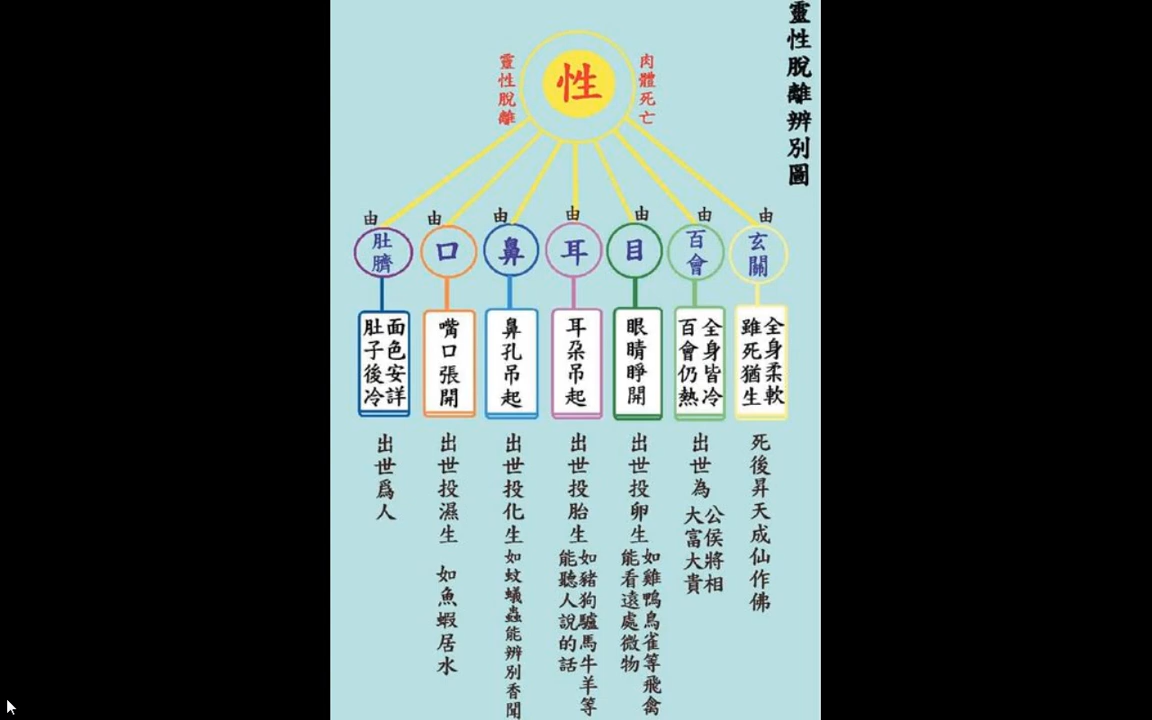 靈性脫離辨別圖
肉體死亡
性
靈性脫離
由
玄關
全身柔軟
雖死猶生
死後昇天成仙作佛
由
百會
全身皆冷
百會仍熱
出世為
公侯將相
大富大貴
由
目
眼睛睜開
出世投卵生
如雞鴨鳥雀等飛禽
能看遠處微物
由
耳
耳朵吊起
出世投胎生
如豬狗驢馬牛羊等
能聽人說的話
由
鼻
鼻孔吊起
出世投化生
如蚊蟻蟲能辨別香聞
由
口
嘴口張開
出世投濕生
如魚蝦居水
由
肚臍
面色安詳
肚子後冷
出世爲人